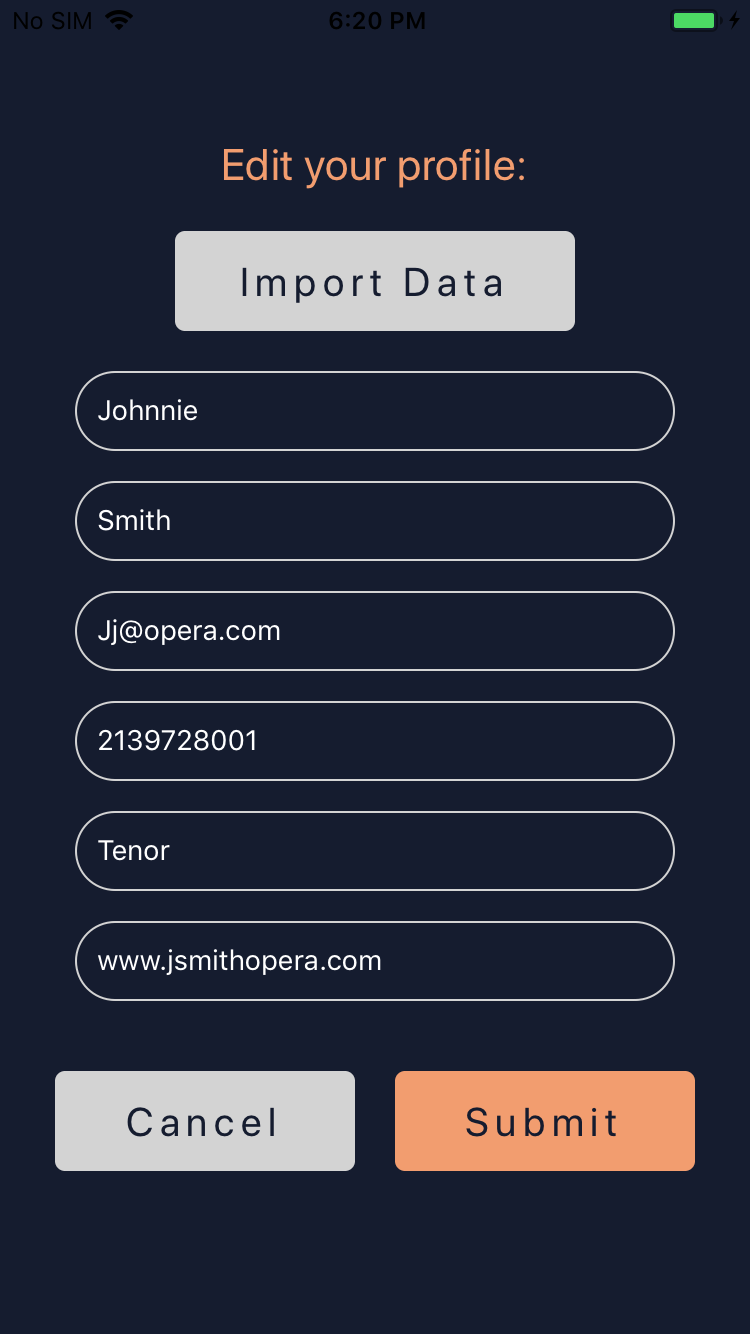 No SIM 6:20 PM
Edit your profile:
Import Data
Johnnie
Smith
Jj@opera.com
2139728001
Tenor
www.jsmithopera.com
Cancel Submit